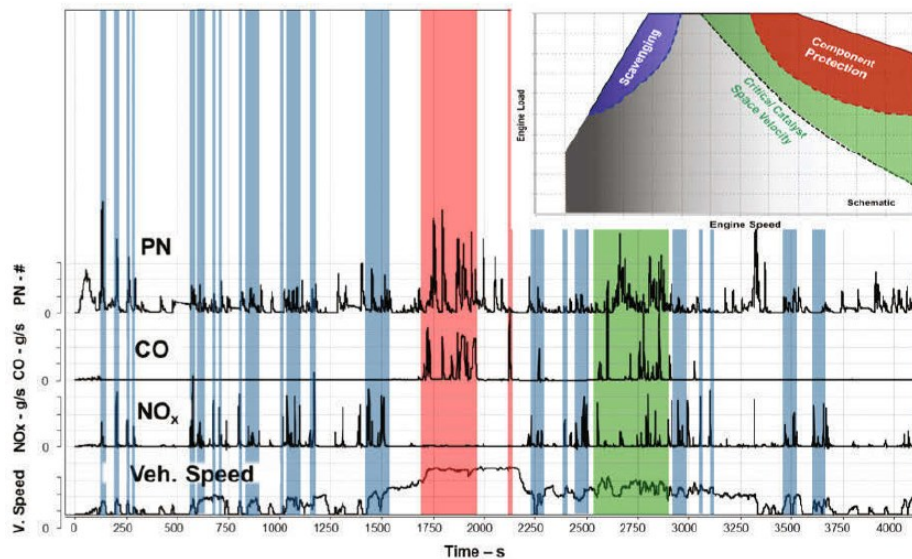 Scavenging
Component
Protection
Critical Catalyst
Space Velocity
Engine Load
Schematic
Engine Speed
PN
PN - #
0
CO
CO - g/s
0
NOx
NOx - g/s
0
Veh. Speed
V. Speed
0
0 250 500 750 1000 1250 1500 1750 2000 2250 2500 2750 3000 3250 3500 3750 4000
Time – s